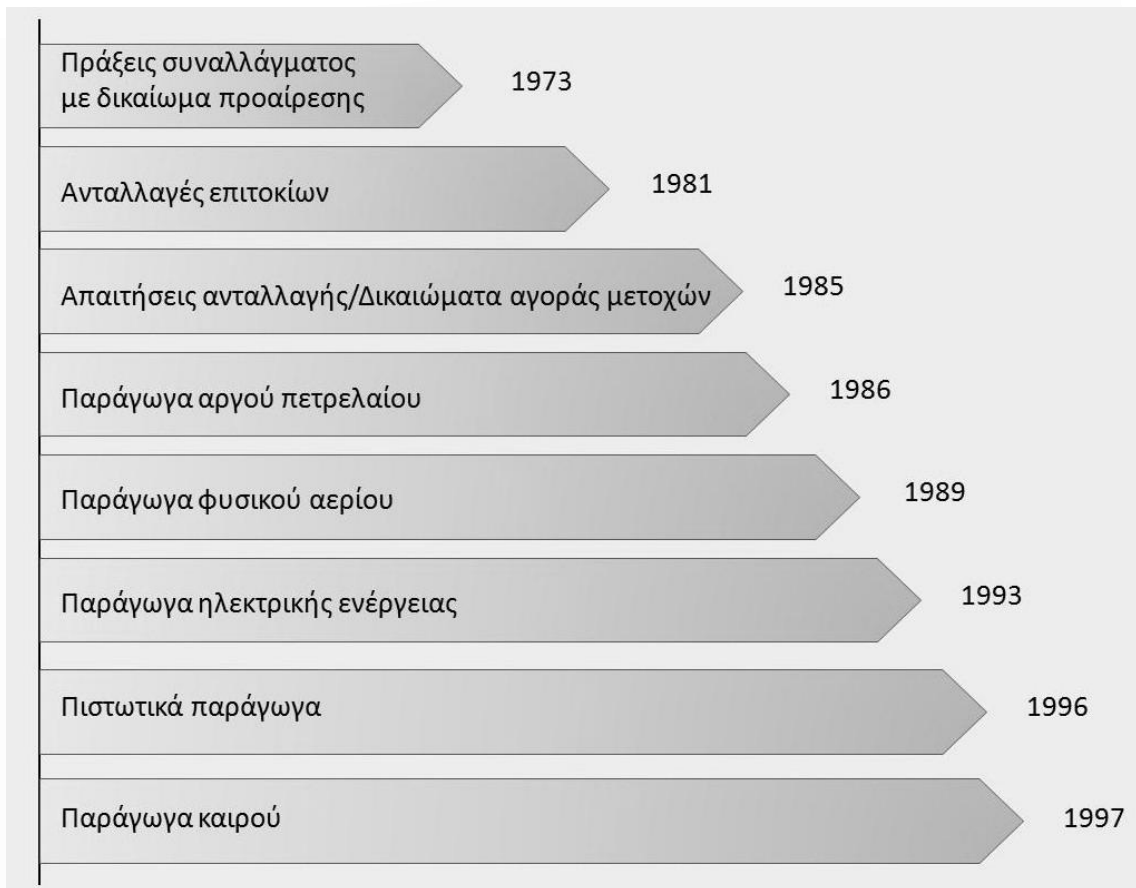 Πράξεις συναλλάγματος
με δικαίωμα προαίρεσης
1973
Ανταλλαγές επιτοκίων
1981
Απαιτήσεις ανταλλαγής/Δικαιώματα αγοράς μετοχών
1985
Παράγωγα αργού πετρελαίου
1986
Παράγωγα φυσικού αερίου
1989
Παράγωγα ηλεκτρικής ενέργειας
1993
Πιστωτικά παράγωγα
1996
Παράγωγα καιρού
1997